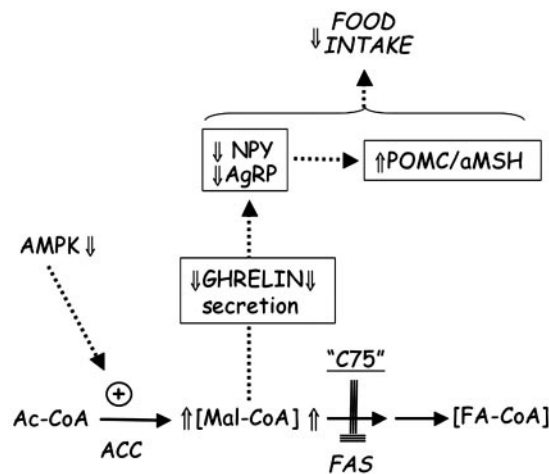 ⇓ FOOD
INTAKE
⇓ NPY
⇓AgRP
⇑POMC/aMSH
AMPK⇓
⇓GHRELIN⇓
secretion
"C75"
+
Ac-CoA
⇑[Mal-CoA] ⇑
[FA-CoA]
ACC
FAS